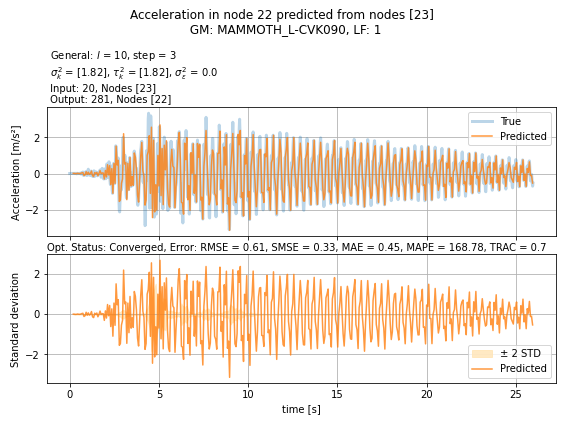 Acceleration in node 22 predicted from nodes [23]
GM: MAMMOTH_L-CVK090, LF: 1
General: l = 10, step = 3
σ²ₖ = [1.82], τ²ₖ = [1.82], σ²ε = 0.0
Input: 20, Nodes [23]
Output: 281, Nodes [22]
True
Predicted
Acceleration [m/s²]
2
0
−2
Opt. Status: Converged, Error: RMSE = 0.61, SMSE = 0.33, MAE = 0.45, MAPE = 168.78, TRAC = 0.7
Standard deviation
2
0
−2
± 2 STD
Predicted
0 5 10 15 20 25
time [s]